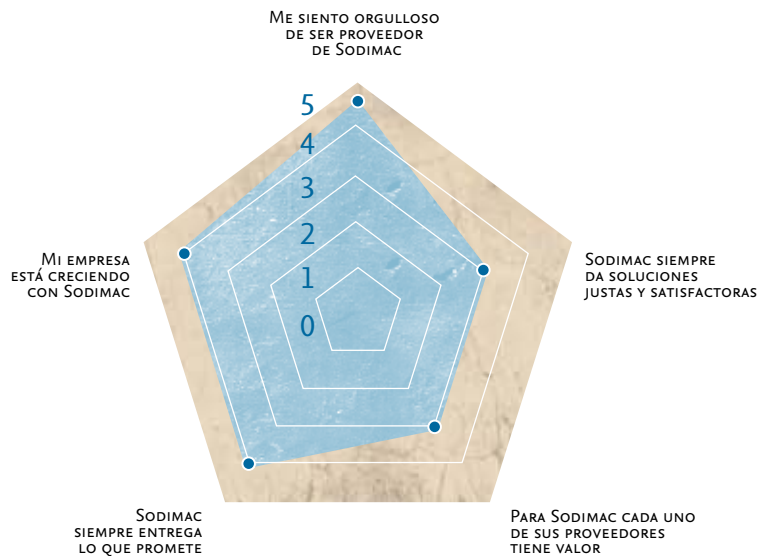 Me siento orgulloso
de ser proveedor
de Sodimac
5
4
3
2
1
0
Mi empresa
está creciendo
con Sodimac
Sodimac siempre
da soluciones
justas y satisfactoras
Sodimac
siempre entrega
lo que promete
Para Sodimac cada uno
de sus proveedores
tiene valor